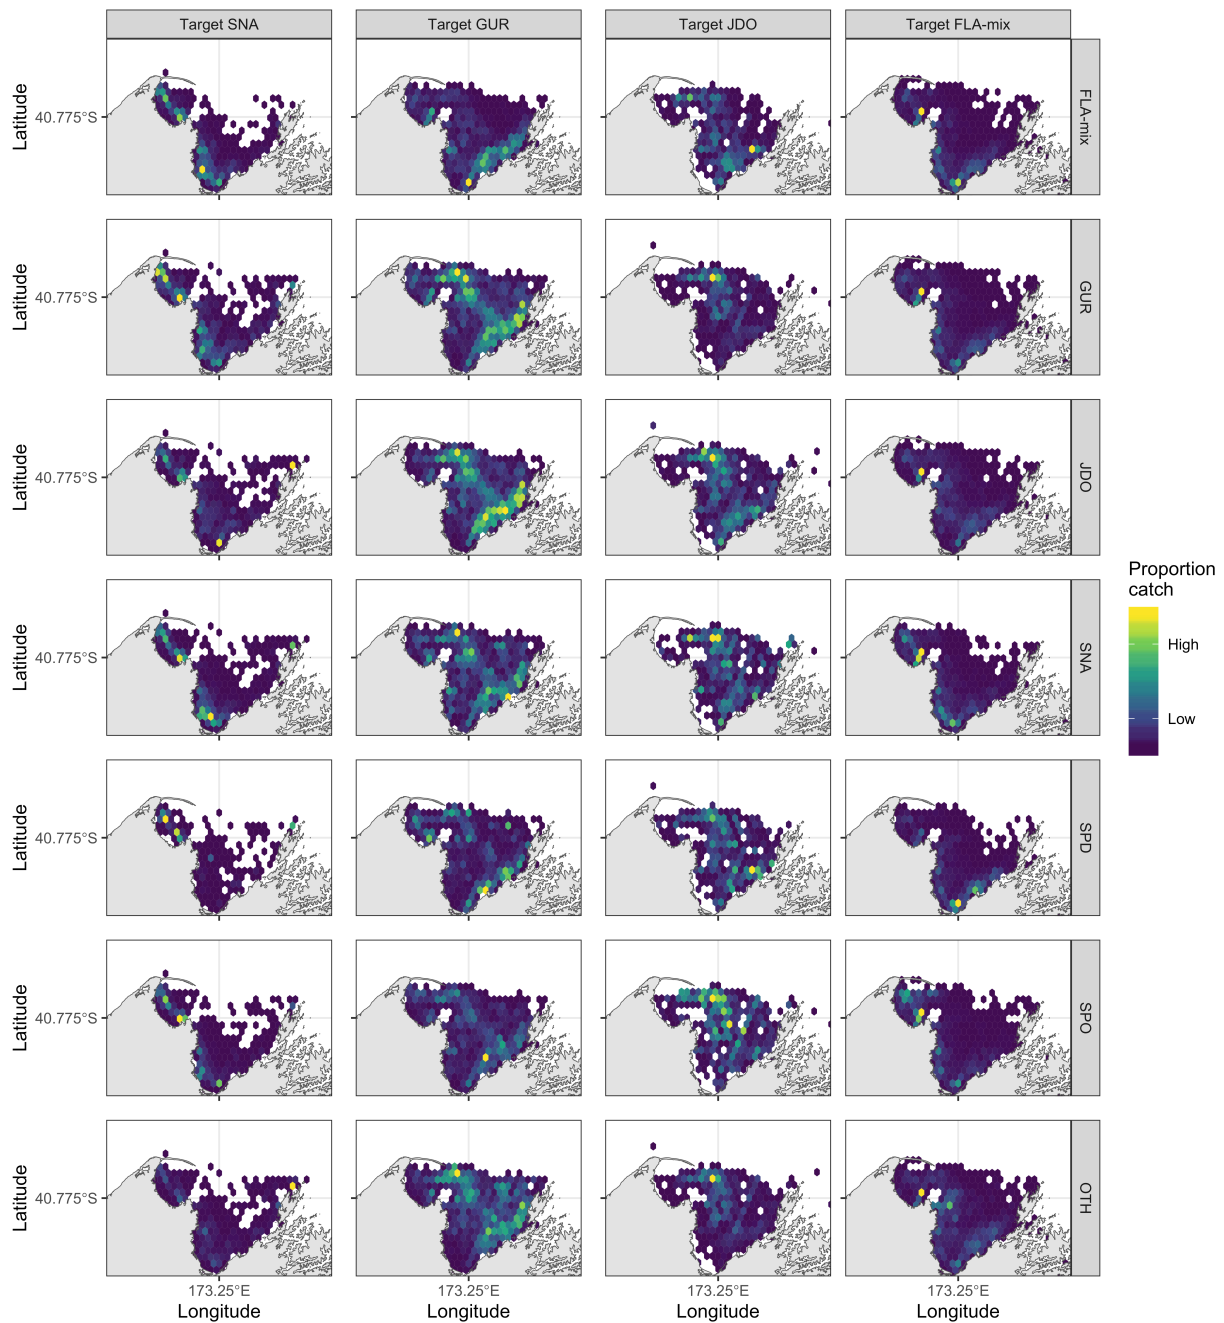 Target SNA
Target GUR
Target JDO
Target FLA-mix
Latitude
40.775°S
FLA-mix
Latitude
40.775°S
GUR
Latitude
40.775°S
JDO
Proportion
catch
High
Low
Latitude
40.775°S
SNA
Latitude
40.775°S
SPD
Latitude
40.775°S
SPO
Latitude
40.775°S
OTH
173.25°E
173.25°E
173.25°E
173.25°E
Longitude
Longitude
Longitude
Longitude